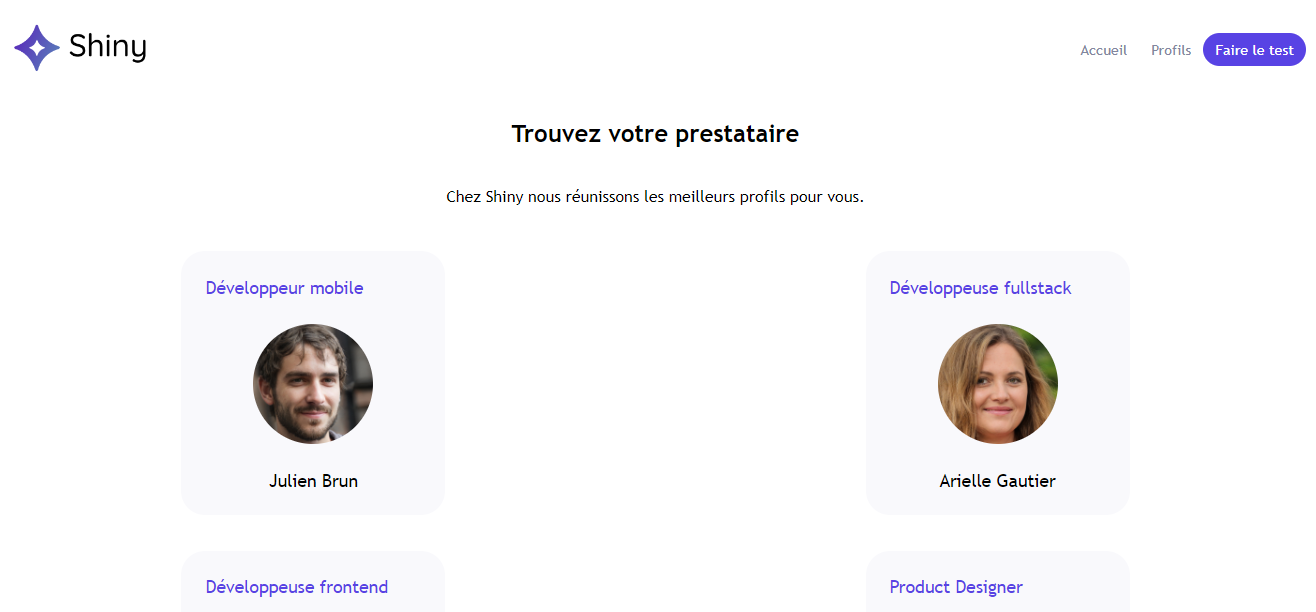 Shiny
Accueil Profils Faire le test
Trouvez votre prestataire
Chez Shiny nous réunissons les meilleurs profils pour vous.
Développeur mobile
Julien Brun
Développeuse fullstack
Arielle Gautier
Développeuse frontend
Product Designer